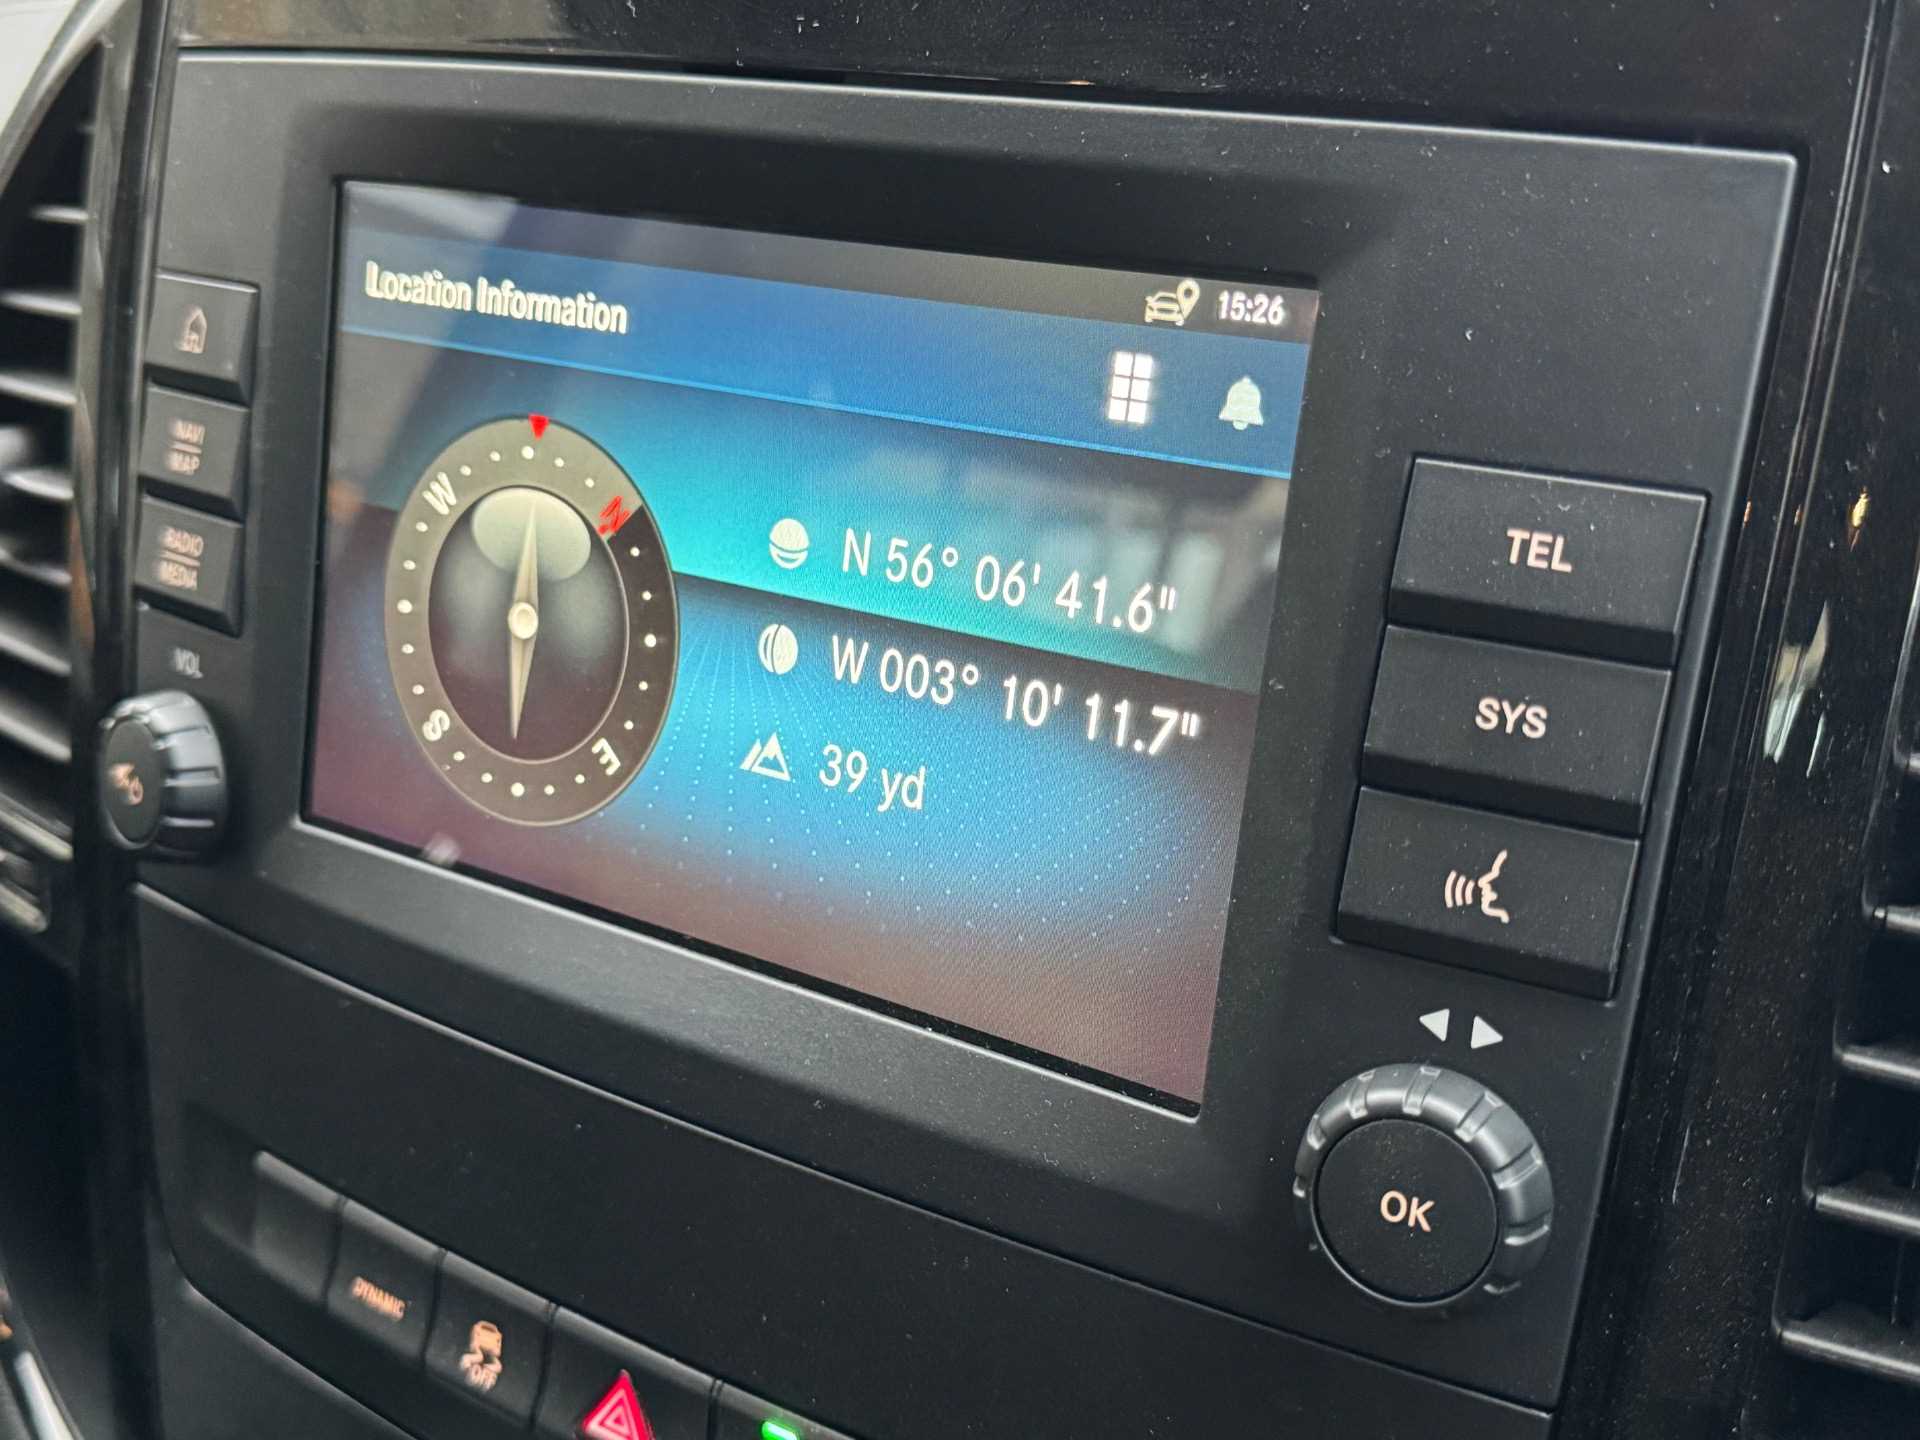 Location Information
15:26
W
N
S
E
N 56° 06' 41.6"
W 003° 10' 11.7"
39 yd
NAVI
MAP
RADIO
MEDIA
VOL
TEL
SYS
OK
DYNAMIC
OFF